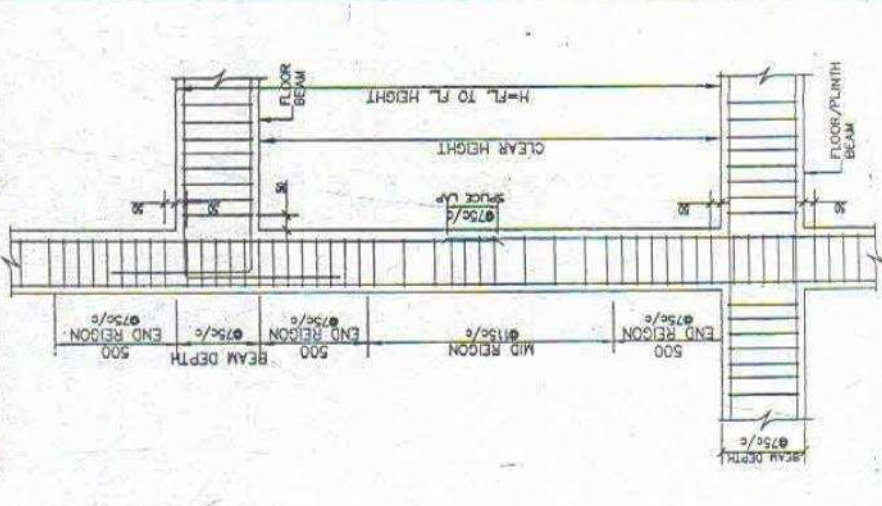 BEAM DEPTH
@75c/c
500
END REIGON
@75c/c
MID REIGON
@115c/c
500
END REIGON
@75c/c
BEAM DEPTH
@75c/c
500
END REIGON
@75c/c
50
50
@75c/c
SPLICE LAP
50
50
50
FLOOR/PLINTH
BEAM
CLEAR HEIGHT
H=FL. TO FL. HEIGHT
FLOOR
BEAM